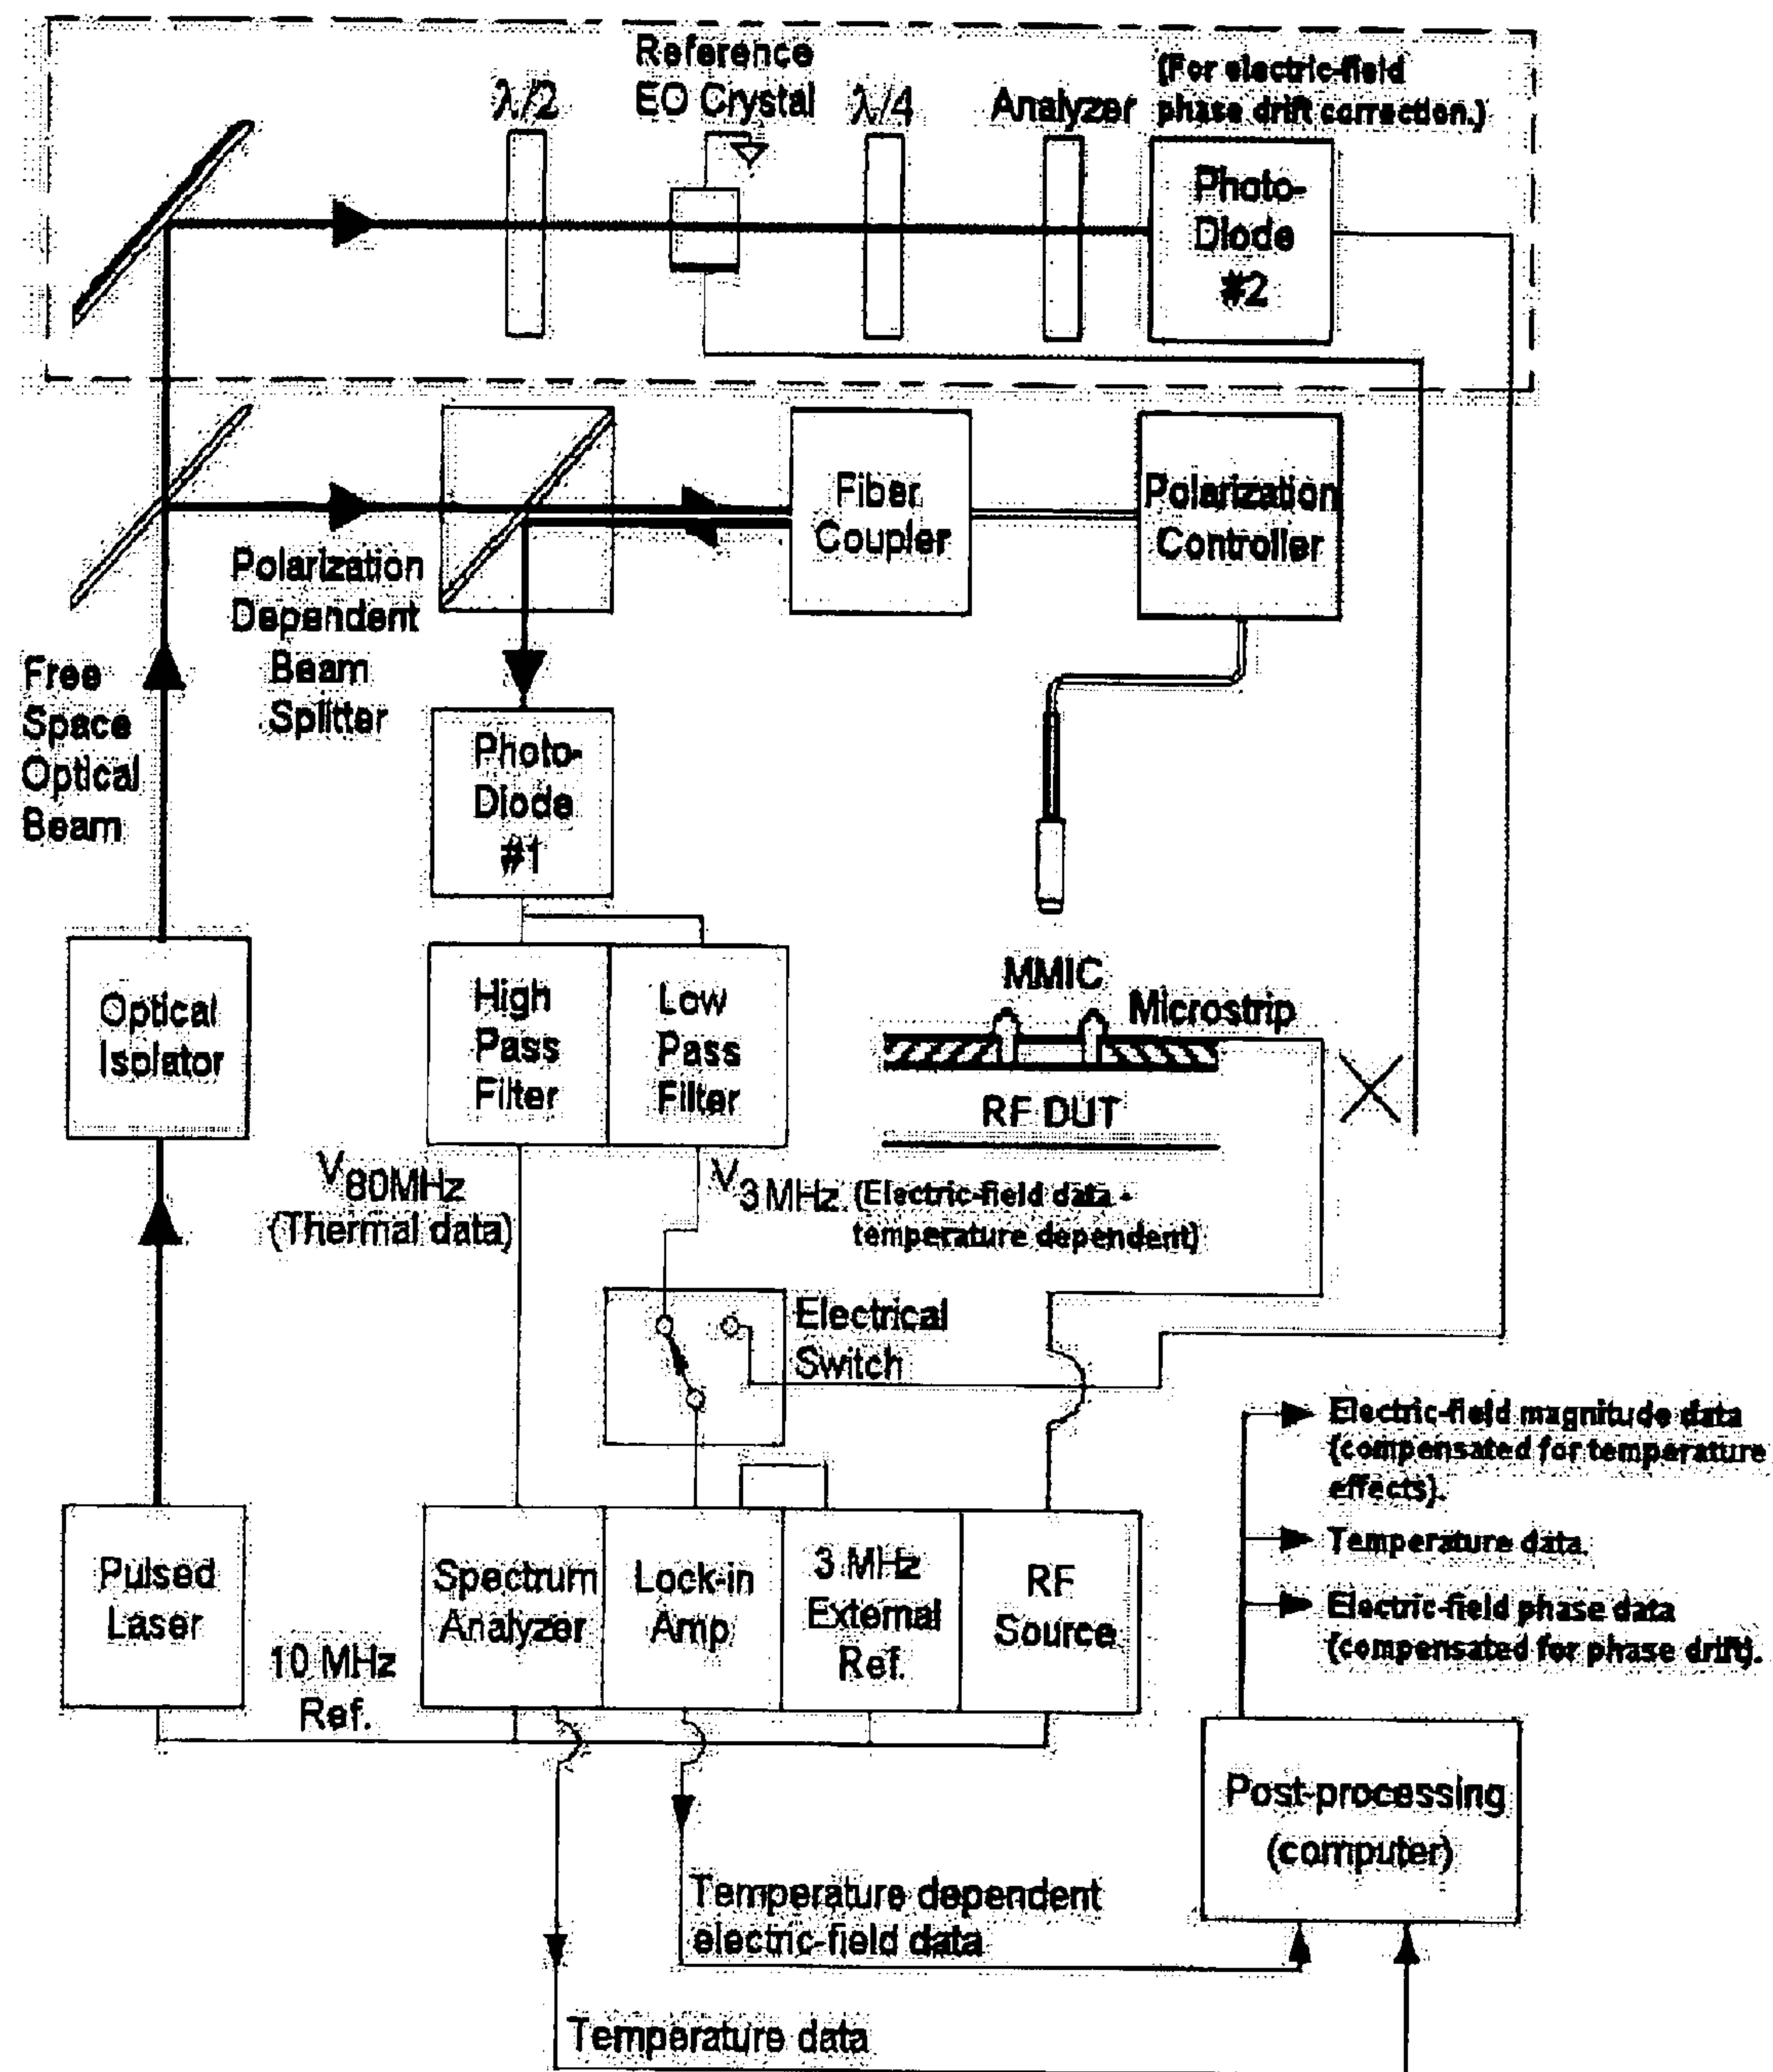 λ/2
Reference
EO Crystal
λ/4
Analyzer
(For electric-field
phase drift correction.)
Photo-
Diode
#2
Fiber
Coupler
Polarization
Controller
Polarization
Dependent
Beam
Splitter
Free
Space
Optical
Beam
Photo-
Diode
#1
Optical
Isolator
High
Pass
Filter
Low
Pass
Filter
MMIC
Microstrip
RF DUT
V80MHz
(Thermal data)
V3 MHz (Electric-field data -
temperature dependent)
Electrical
Switch
Electric-field magnitude data
(compensated for temperature
effects).
Temperature data.
Electric-field phase data
(compensated for phase drift).
Pulsed
Laser
10 MHz
Ref.
Spectrum
Analyzer
Lock-in
Amp
3 MHz
External
Ref.
RF
Source
Post-processing
(computer)
Temperature dependent
electric-field data
Temperature data